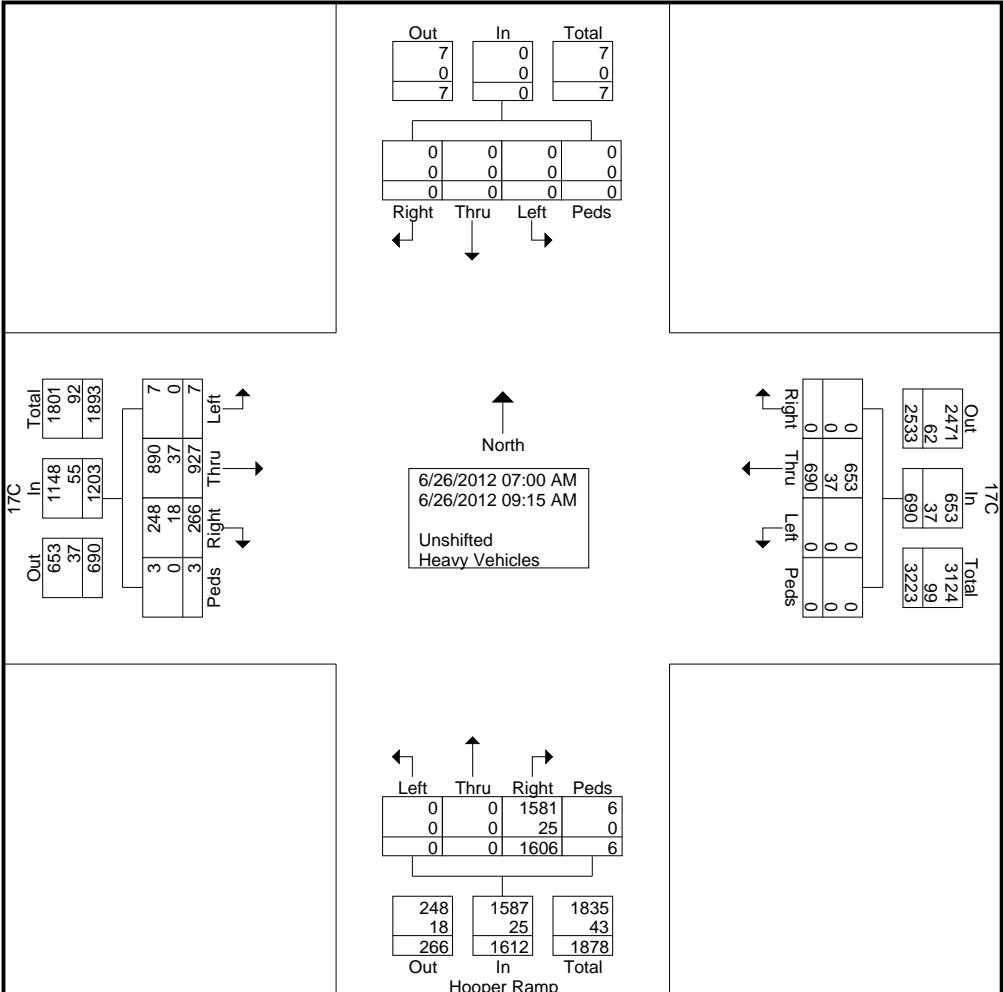 Out In Total
7 0 7
0 0 0
7 0 7
0 0 0 0
0 0 0 0
0 0 0 0
Right Thru Left Peds
17C
Total
1801
92
1893
In
1148
55
1203
Out
653
37
690
7 0 7
Left
890 37 927
Thru
248 18 266
Right
3 0 3
Peds
North
6/26/2012 07:00 AM
6/26/2012 09:15 AM
Unshifted
Heavy Vehicles
Right
0 0 0
Thru
690 37 653
Left
0 0 0
Peds
0 0 0
Out
2471
62
2533
In
653
37
690
Total
3124
99
3223
17C
Left Thru Right Peds
0 0 1581 6
0 0 25 0
0 0 1606 6
248 1587 1835
18 25 43
266 1612 1878
Out In Total
Hooper Ramp